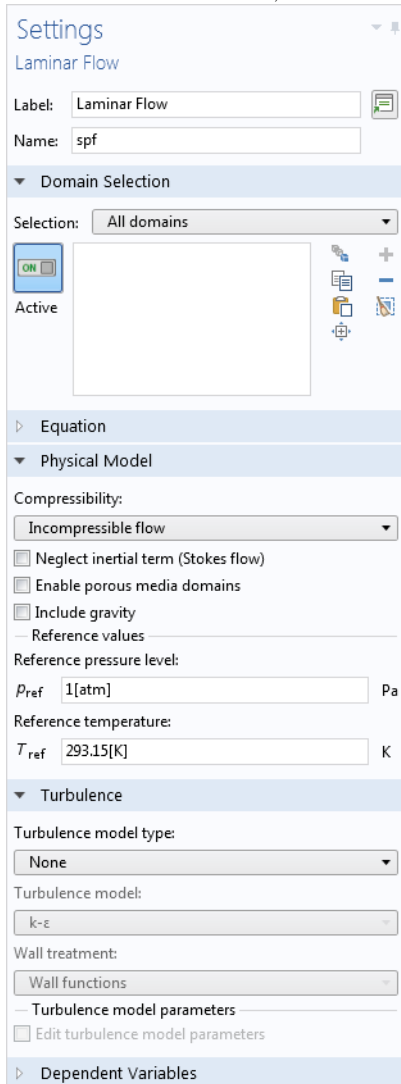 Settings
Laminar Flow
Label: Laminar Flow
Name: spf
Domain Selection
Selection: All domains
ON
Active
Equation
Physical Model
Compressibility:
Incompressible flow
Neglect inertial term (Stokes flow)
Enable porous media domains
Include gravity
Reference values
Reference pressure level:
pref 1[atm] Pa
Reference temperature:
Tref 293.15[K] K
Turbulence
Turbulence model type:
None
Turbulence model:
k-ε
Wall treatment:
Wall functions
Turbulence model parameters
Edit turbulence model parameters
Dependent Variables